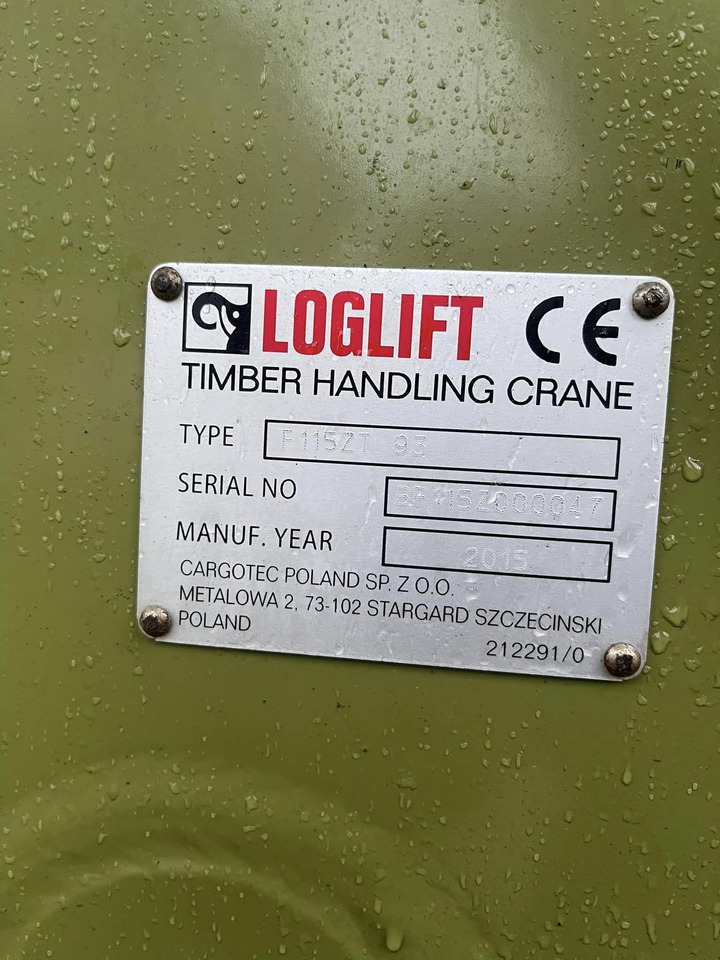 LOGLIFT CE
TIMBER HANDLING CRANE
TYPE F115ZT 93
SERIAL NO BF115Z000047
MANUF. YEAR 2015
CARGOTEC POLAND SP. Z O.O.
METALOWA 2, 73-102 STARGARD SZCZECINSKI
POLAND
212291/0